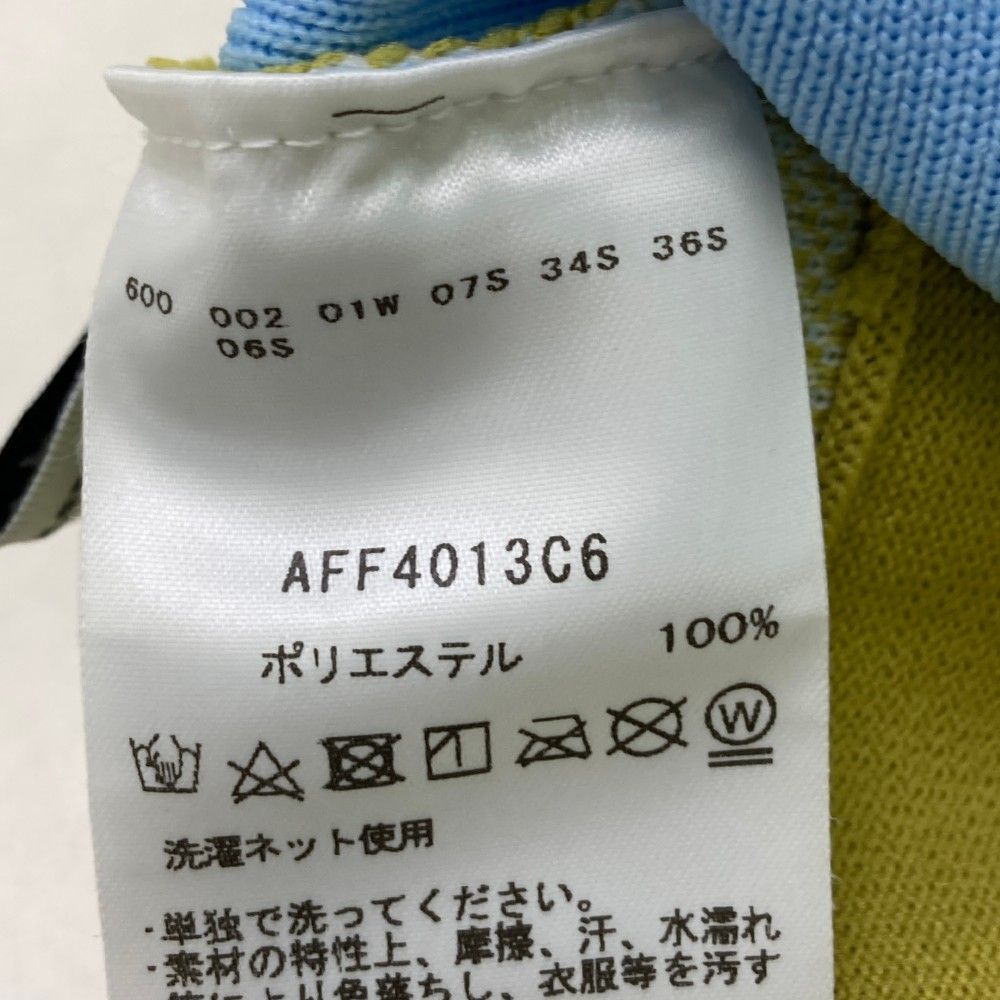 600 002 01W 07S 34S 36S
06S
AFF4013C6
ポリエステル 100%
W
洗濯ネット使用
・単独で洗ってください。
・素材の特性上、摩擦、汗、水濡れ
等により色落ちし、衣服等を汚す